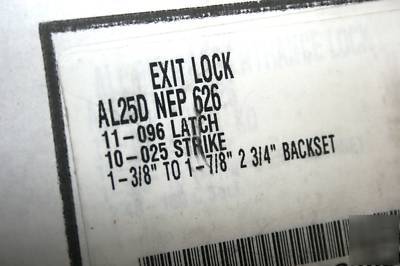 EXIT LOCK
AL25D NEP 626
11-096 LATCH
10-025 STRIKE
1-3/8" TO 1-7/8" 2 3/4" BACKSET